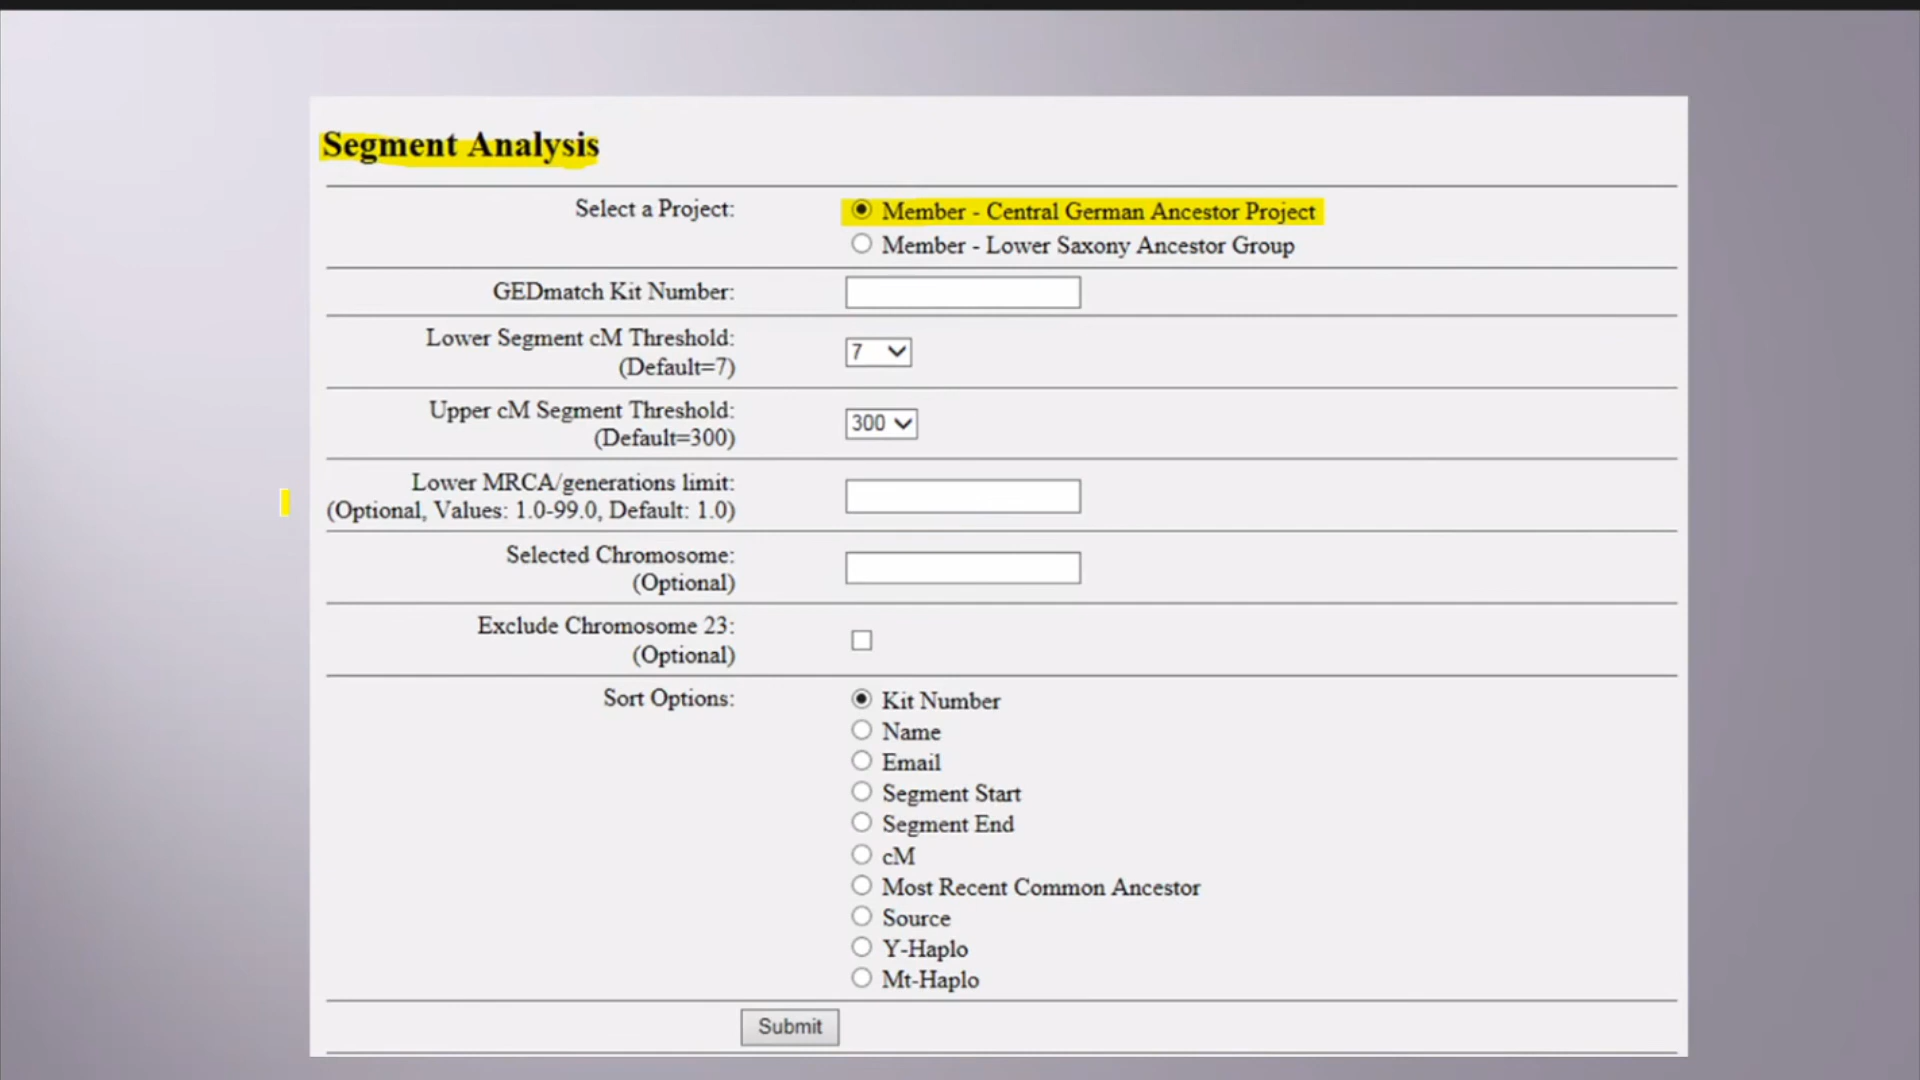 Segment Analysis
Select a Project:
Member - Central German Ancestor Project
Member - Lower Saxony Ancestor Group
GEDmatch Kit Number:
Lower Segment cM Threshold:
(Default=7)
7
Upper cM Segment Threshold:
(Default=300)
300
Lower MRCA/generations limit:
(Optional, Values: 1.0-99.0, Default: 1.0)
Selected Chromosome:
(Optional)
Exclude Chromosome 23:
(Optional)
Sort Options:
Kit Number
Name
Email
Segment Start
Segment End
cM
Most Recent Common Ancestor
Source
Y-Haplo
Mt-Haplo
Submit